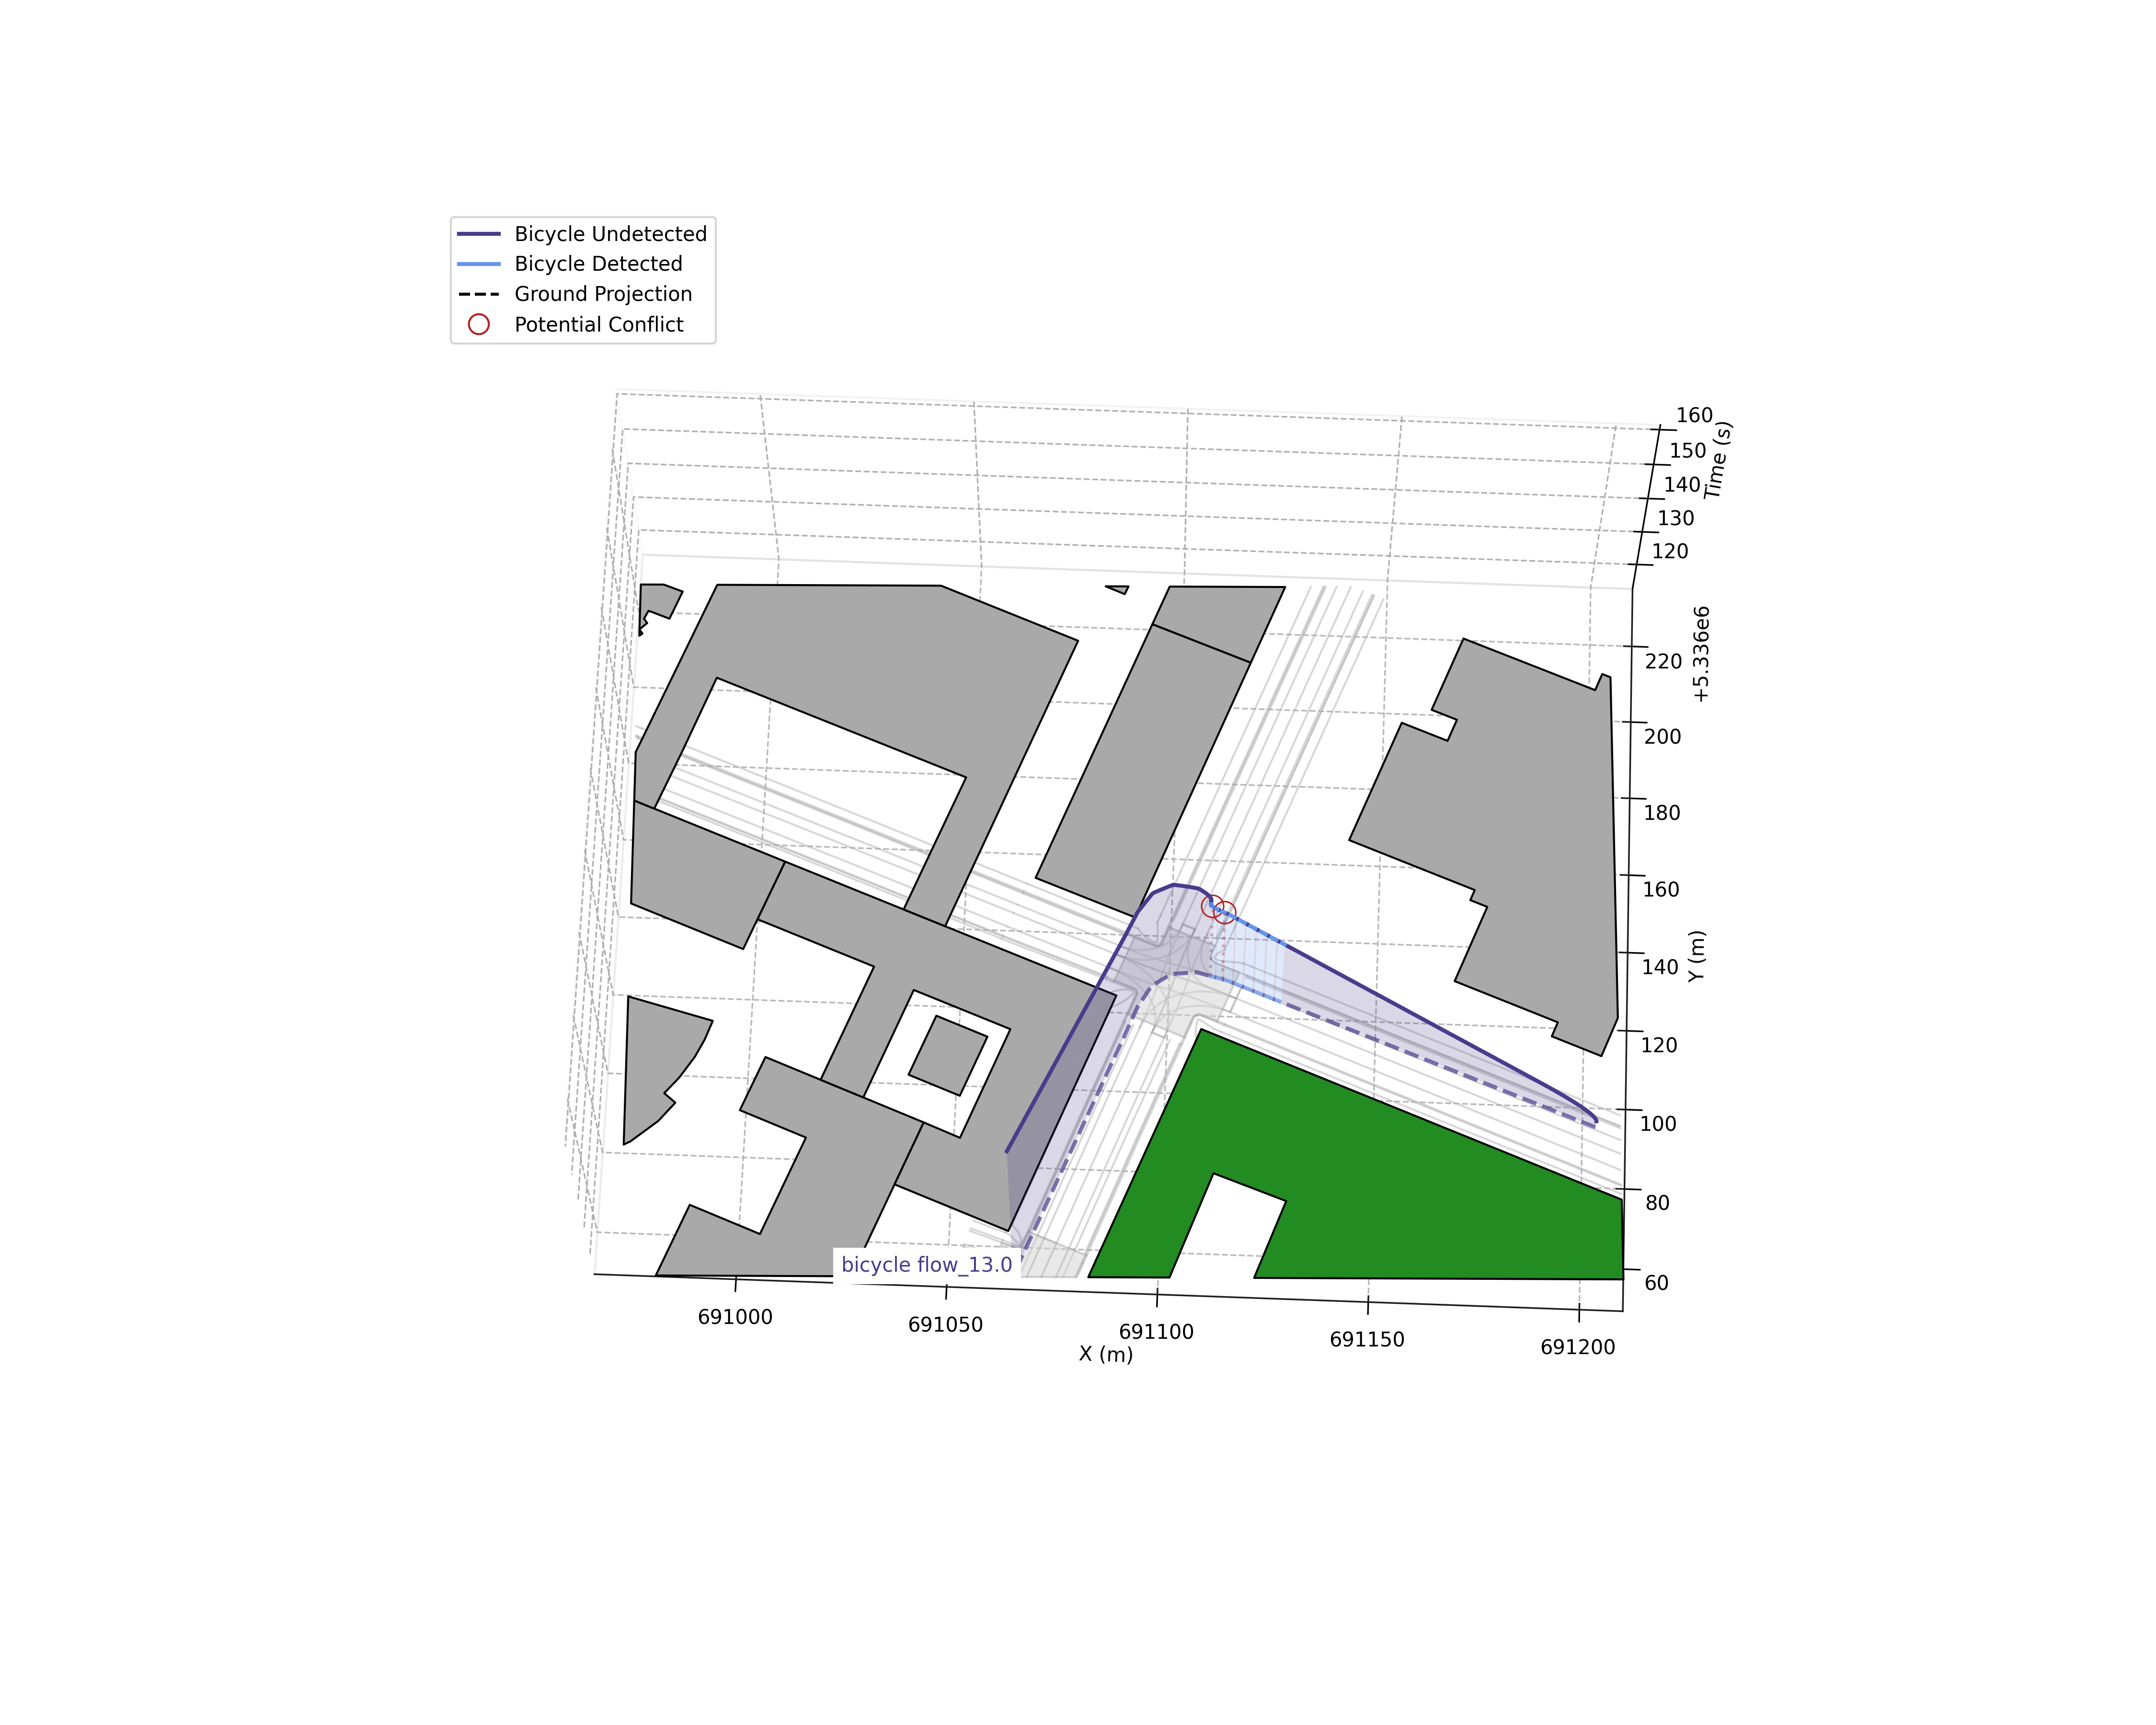 Bicycle Undetected
Bicycle Detected
Ground Projection
Potential Conflict
160
150
140
130
120
Time (s)
+5.336e6
220
200
180
160
140
120
100
80
60
Y (m)
bicycle flow_13.0
691000
691050
691100
691150
691200
X (m)